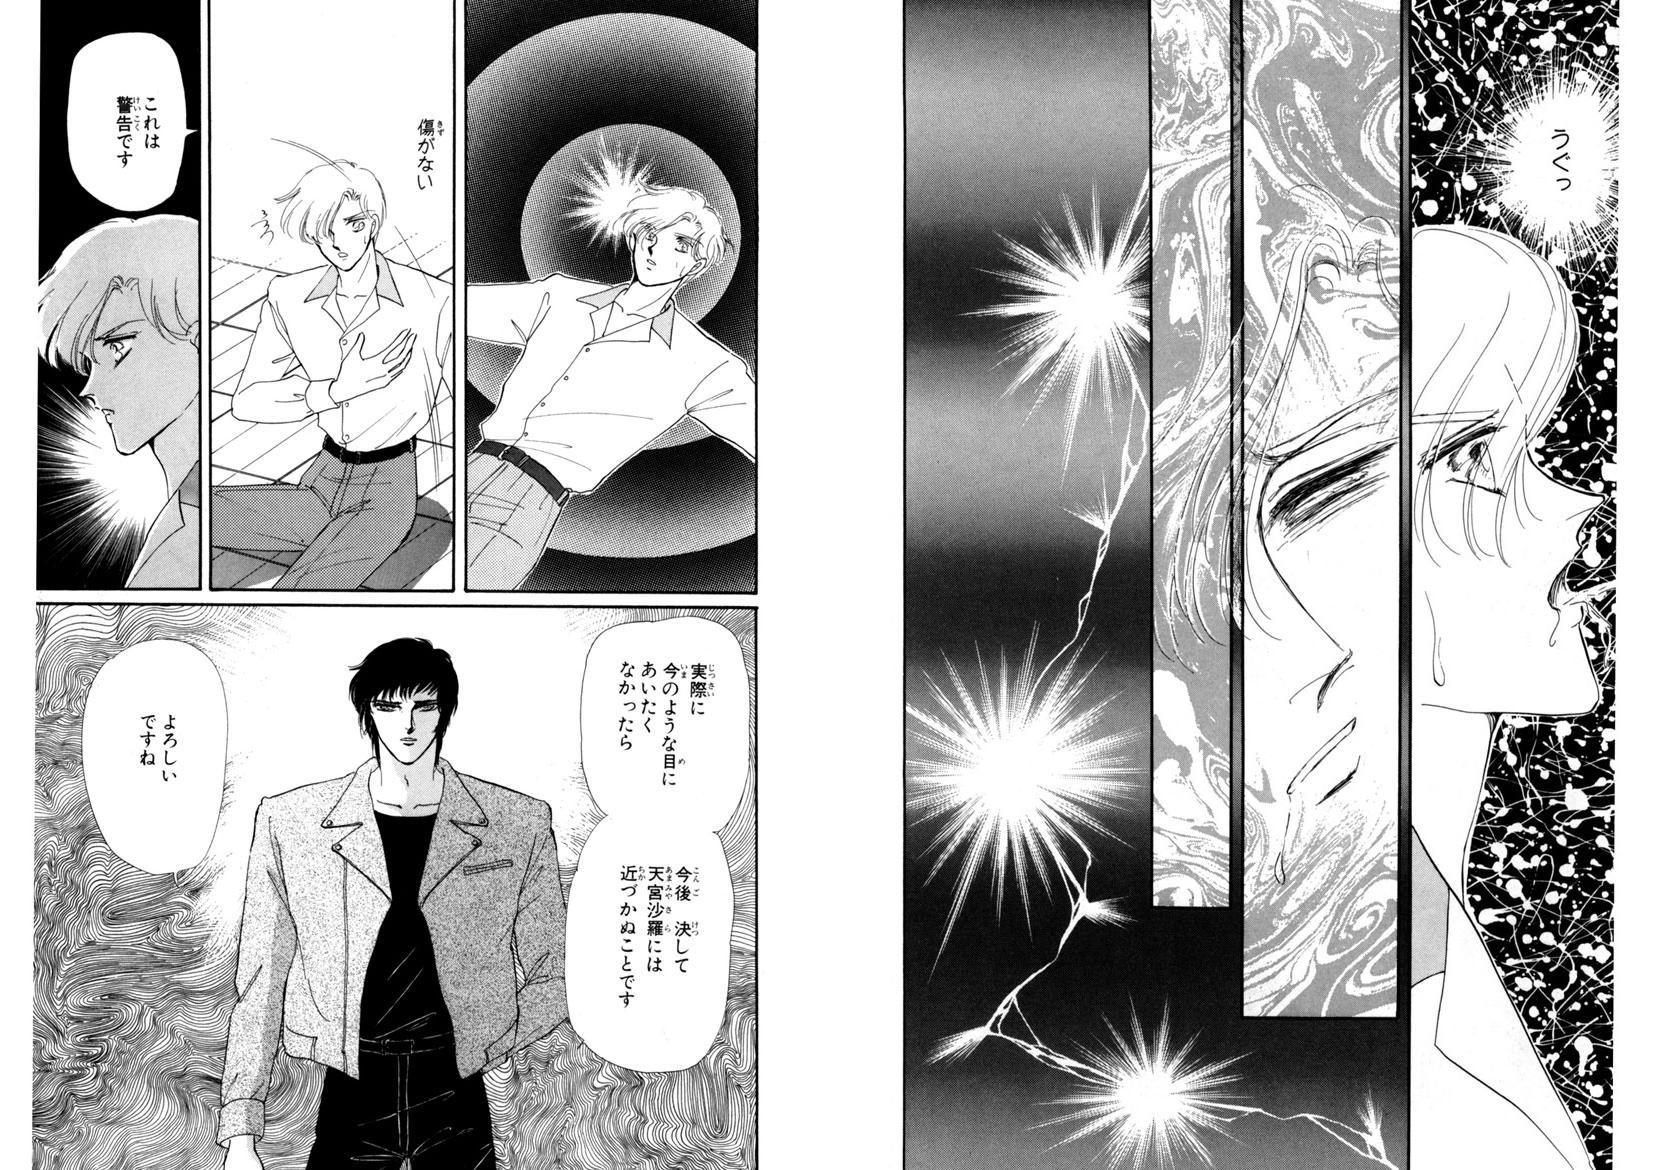 うぐっ
傷がない
う
これは
警告です
実際に
今のような目に
あいたく
なかったら
今後 決して
天宮沙羅には
近づかぬことです
よろしい
ですね